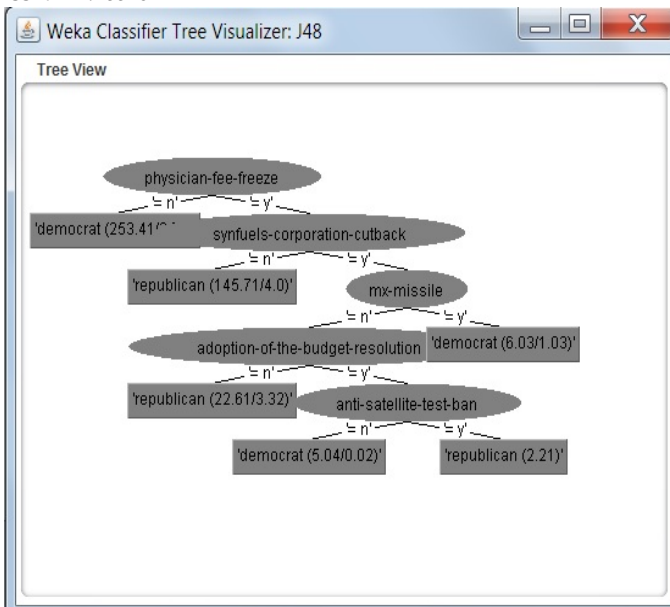 Weka Classifier Tree Visualizer: J48
Tree View
physician-fee-freeze
'= n' '= y'
'democrat (253.41/
synfuels-corporation-cutback
'= n' '= y'
'republican (145.71/4.0)'
mx-missile
'= n' '= y'
adoption-of-the-budget-resolution
'democrat (6.03/1.03)'
'= n' '= y'
'republican (22.61/3.32)'
anti-satellite-test-ban
'= n' '= y'
'democrat (5.04/0.02)'
'republican (2.21)'